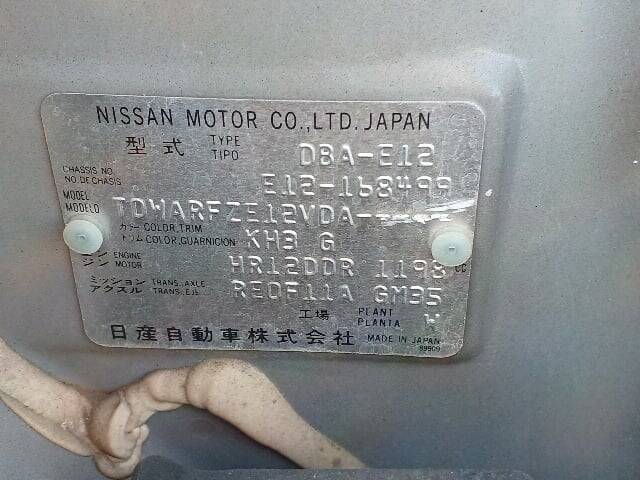 NISSAN MOTOR CO.,LTD. JAPAN
型式 TYPE TIPO DBA-E12
CHASSIS NO. NO.DE CHASIS E12-168499
MODEL MODELO TDWARFZE12VDA-----
カラー COLOR,TRIM トリム COLOR,GUARNICION KH3 G
ジン ENGINE ジン MOTOR HR12DDR 1198 CC
ミッション TRANS.,AXLE アクスル TRANS.,EJE RE0F11A GM35
工場 PLANT PLANTA W
日産自動車株式会社 MADE IN JAPAN